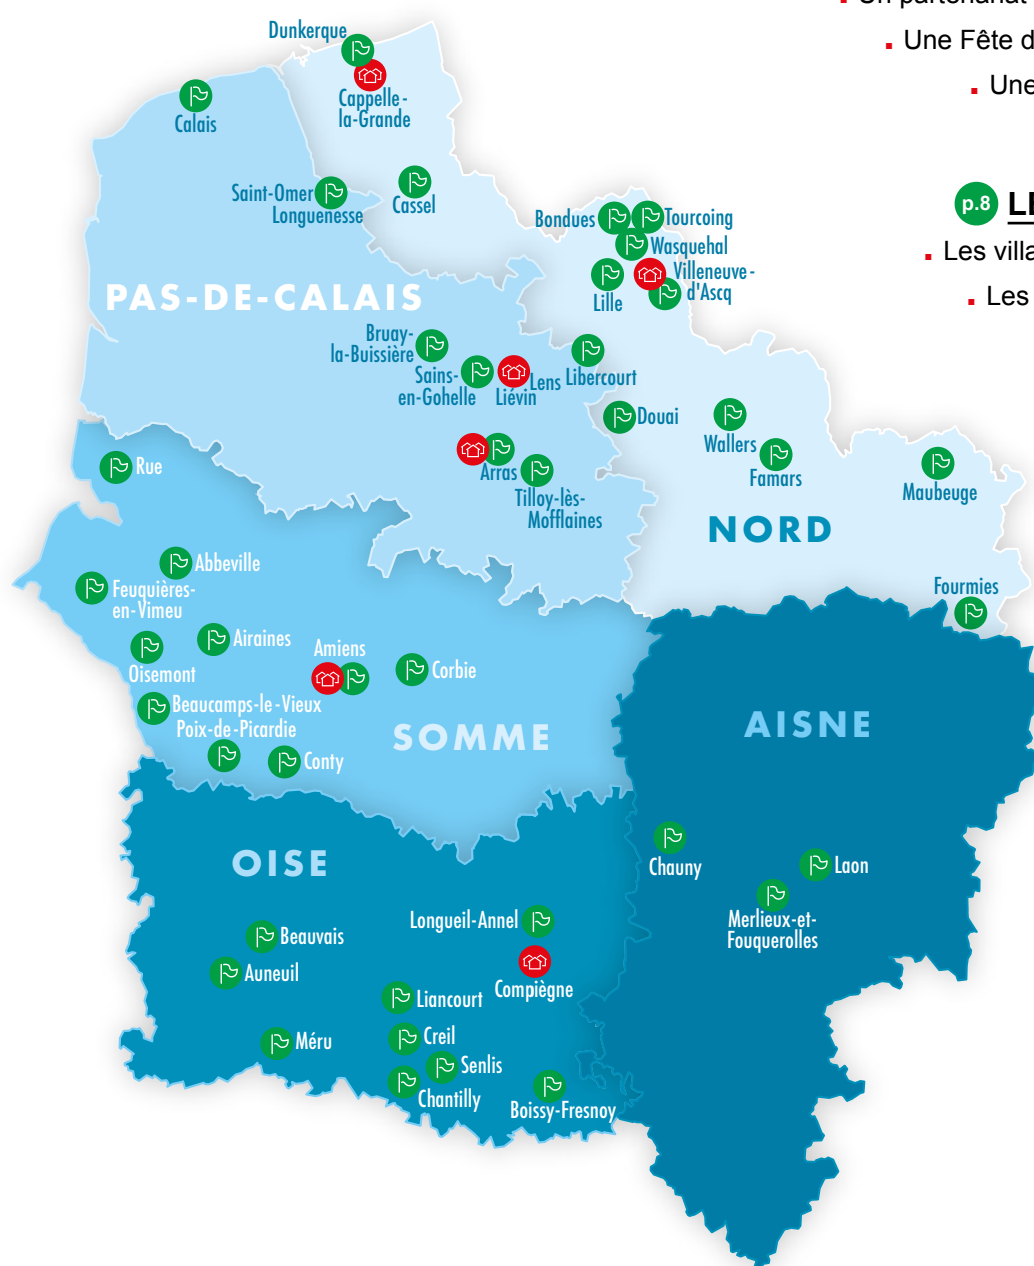 Un partenariat
Une Fête d
Une
p.8 LE
Les villa
Les
Dunkerque
Cappelle-
la-Grande
Calais
Saint-Omer
Longuenesse
Cassel
Bondues
Tourcoing
Wasquehal
Villeneuve-
d'Ascq
Lille
PAS-DE-CALAIS
Bruay-
la-Buissière
Sains-
en-Gohelle
Liévin
Lens
Libercourt
Douai
Wallers
Famars
Maubeuge
Arras
Tilloy-lès-
Mofflaines
NORD
Fourmies
Rue
Abbeville
Feuquières-
en-Vimeu
Airaines
Oisemont
Amiens
Corbie
Beaucamps-le-Vieux
Poix-de-Picardie
Conty
SOMME
AISNE
OISE
Chauny
Laon
Merlieux-et-
Fouquerolles
Longueil-Annel
Beauvais
Auneuil
Compiègne
Liancourt
Méru
Creil
Senlis
Chantilly
Boissy-Fresnoy